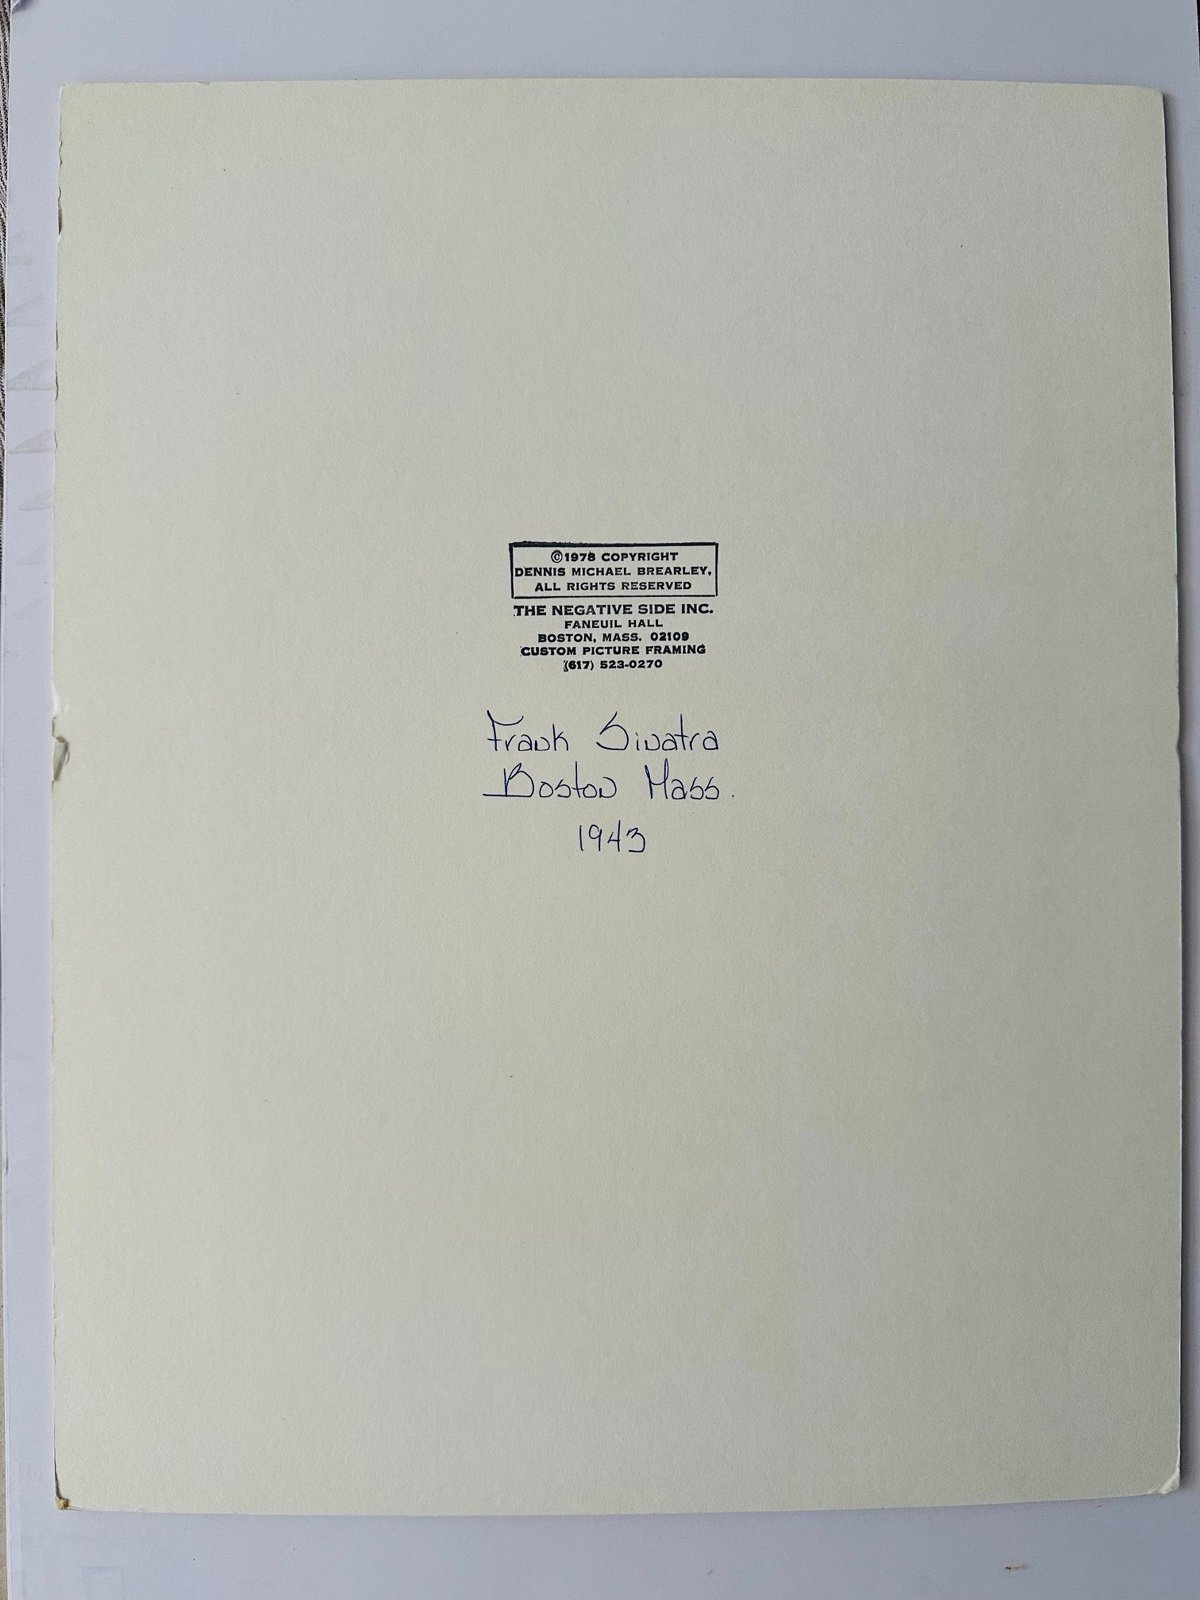 ©1978 COPYRIGHT
DENNIS MICHAEL BREARLEY,
ALL RIGHTS RESERVED
THE NEGATIVE SIDE INC.
FANEUIL HALL
BOSTON, MASS. 02109
CUSTOM PICTURE FRAMING
(617) 523-0270
Frank Sinatra
Boston Mass.
1943